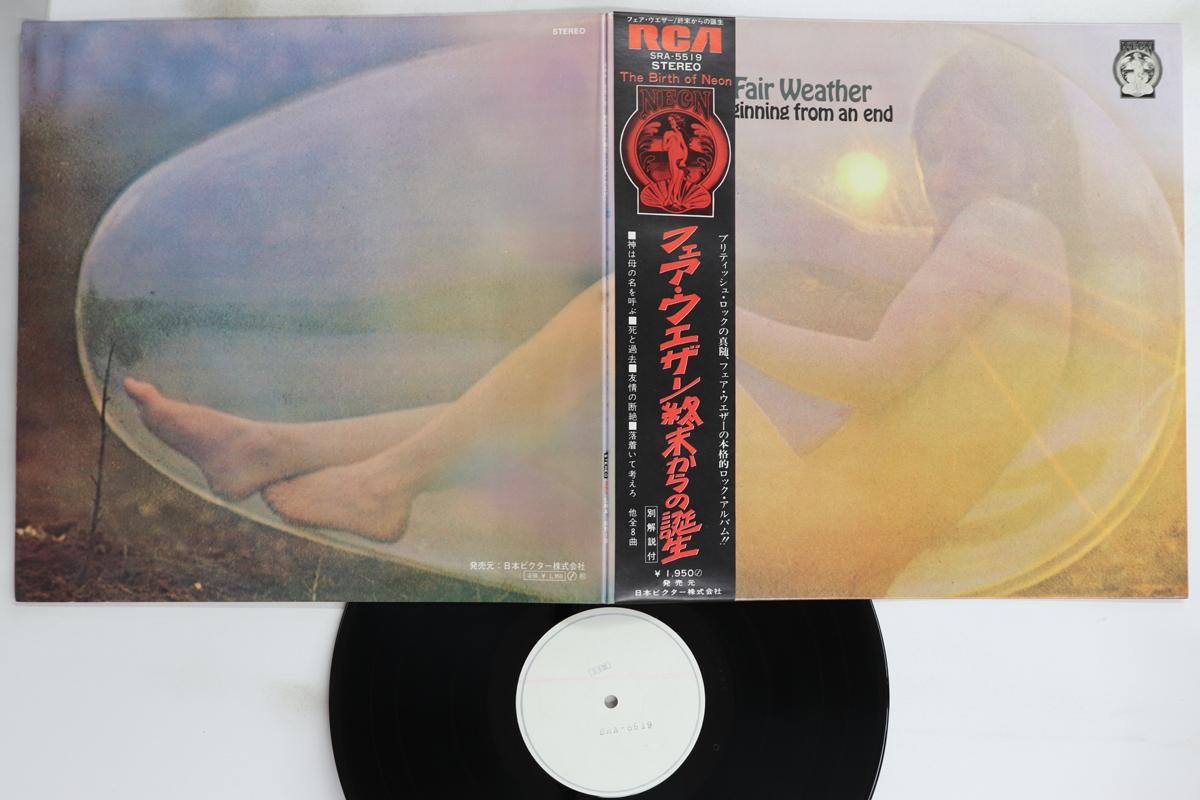 STEREO
発売元:日本ビクター株式会社
フェア・ウエザー/終末からの誕生
RCA
SRA-5519
STEREO
The Birth of Neon
NEON
ブリティッシュ・ロックの真随、フェア・ウエザーの本格的ロック・アルバム!!
フェア・ウエザー/終末からの誕生
■神は母の名を呼ぶ■死と過去■友情の断絶■落着いて考えろ 他全8曲
別解説付
¥1,950
発売元
日本ビクター株式会社
Fair Weather
ginning from an end
NEON
SRA-5519